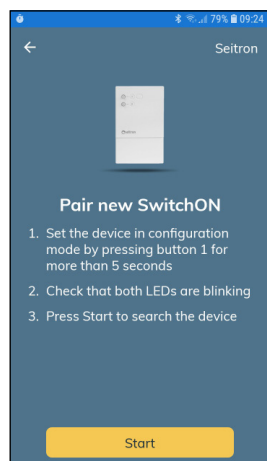 79% 09:24
Seitron
Pair new SwitchON
1. Set the device in configuration
mode by pressing button 1 for
more than 5 seconds
2. Check that both LEDs are blinking
3. Press Start to search the device
Start